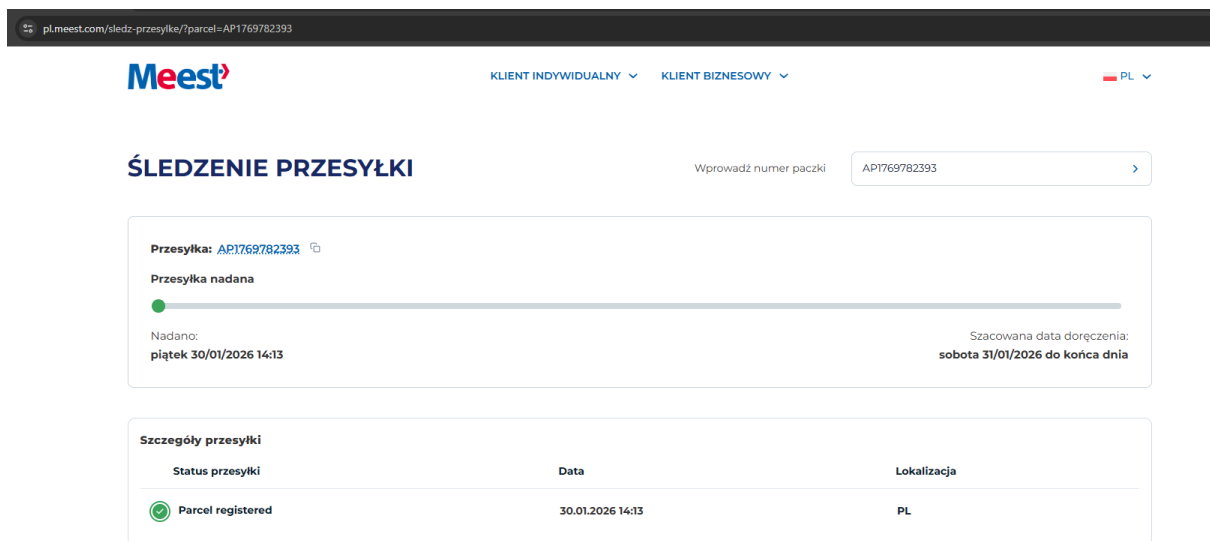 pl.meest.com/sledz-przesylke/?parcel=AP1769782393
Meest
KLIENT INDYWIDUALNY KLIENT BIZNESOWY PL
ŚLEDZENIE PRZESYŁKI Wprowadź numer paczki AP1769782393
Przesyłka: AP1769782393
Przesyłka nadana
Nadano: Szacowana data doręczenia:
piątek 30/01/2026 14:13 sobota 31/01/2026 do końca dnia
Szczegóły przesyłki
Status przesyłki Data Lokalizacja
Parcel registered 30.01.2026 14:13 PL